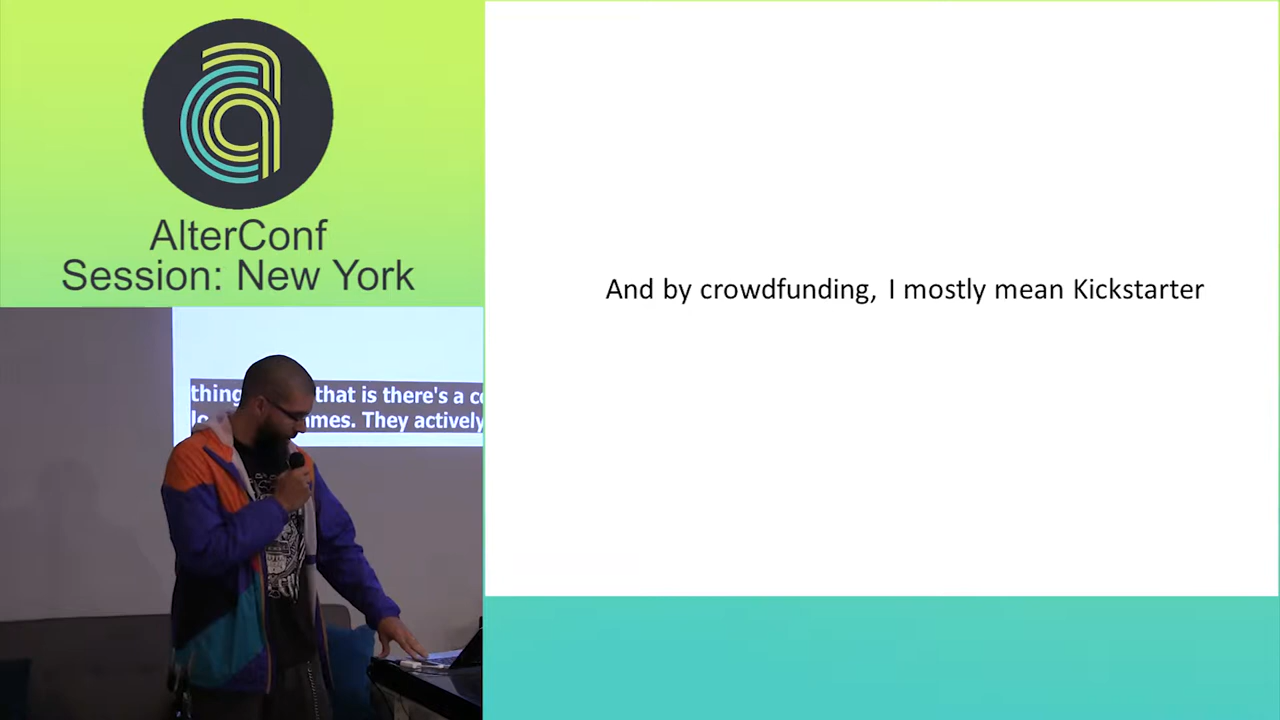 AlterConf
Session: New York
And by crowdfunding, I mostly mean Kickstarter
that is there's a
They actively